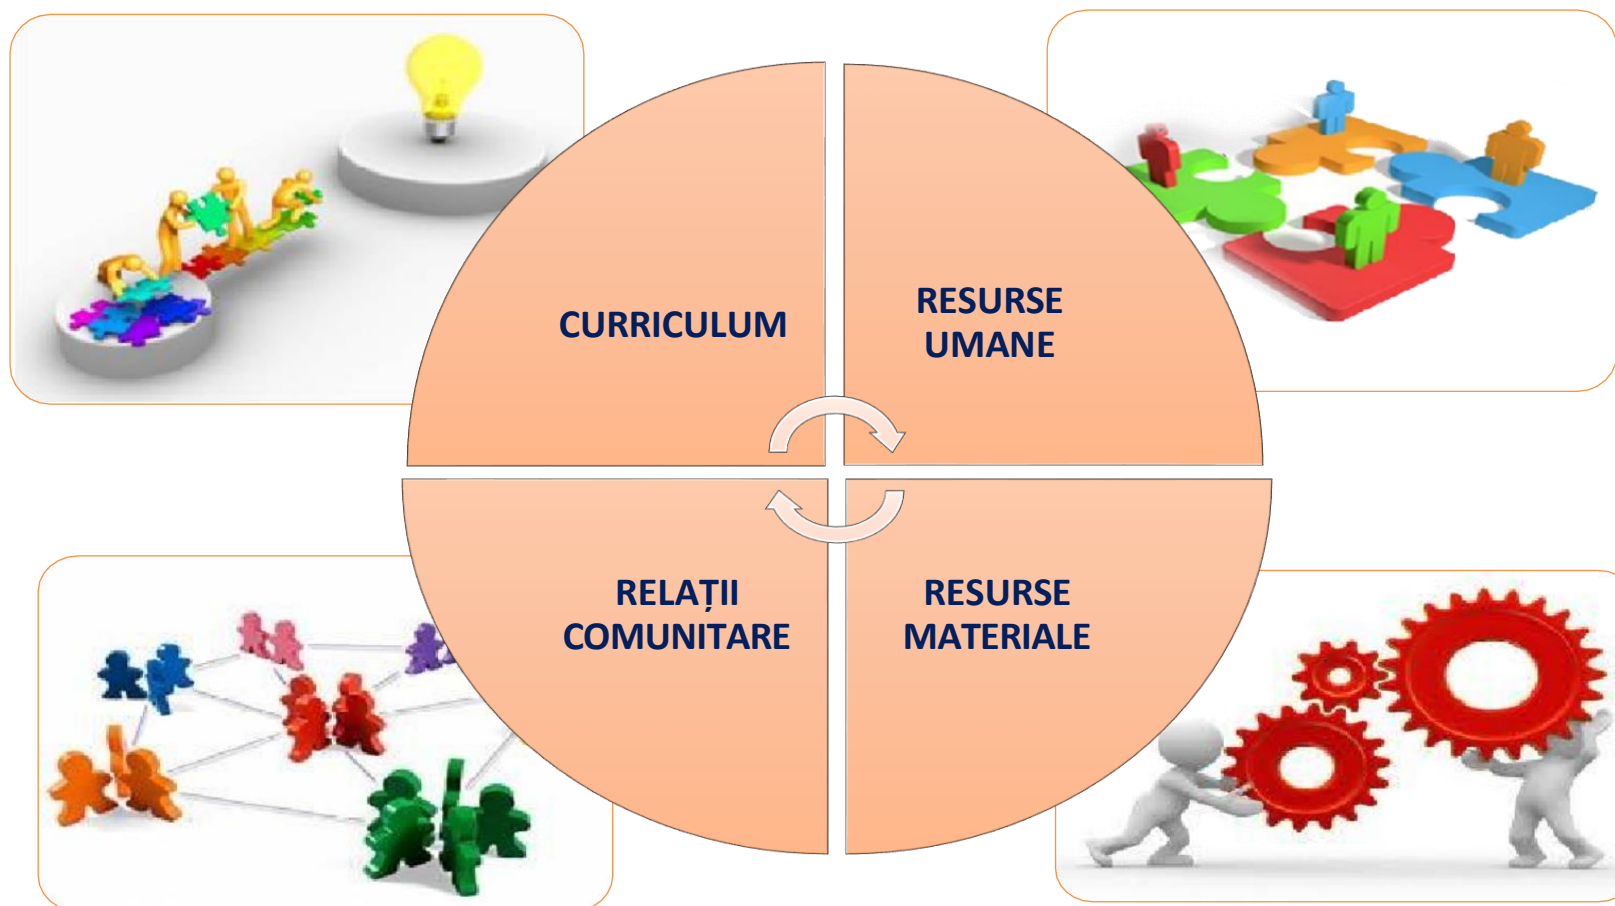 CURRICULUM
RESURSE
UMANE
RELAȚII
COMUNITARE
RESURSE
MATERIALE